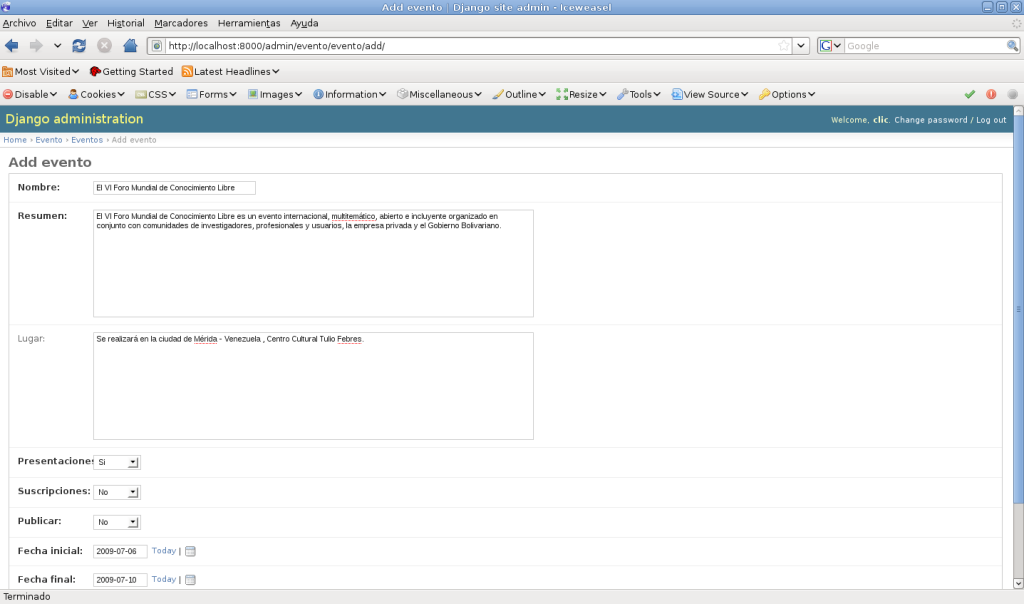 Add evento | Django site admin - Iceweasel
Archivo Editar Ver Historial Marcadores Herramientas Ayuda
http://localhost:8000/admin/evento/evento/add/ Google
Most Visited Getting Started Latest Headlines
Disable Cookies CSS Forms Images Information Miscellaneous Outline Resize Tools View Source Options
Django administration Welcome, clic. Change password / Log out
Home › Evento › Eventos › Add evento
Add evento
Nombre: El VI Foro Mundial de Conocimiento Libre
Resumen: El VI Foro Mundial de Conocimiento Libre es un evento internacional, multitemático, abierto e incluyente organizado en
conjunto con comunidades de investigadores, profesionales y usuarios, la empresa privada y el Gobierno Bolivariano.
Lugar: Se realizará en la ciudad de Mérida - Venezuela , Centro Cultural Tulio Febres.
Presentaciones Si
Suscripciones: No
Publicar: No
Fecha inicial: 2009-07-06 Today |
Fecha final: 2009-07-10 Today |
Terminado